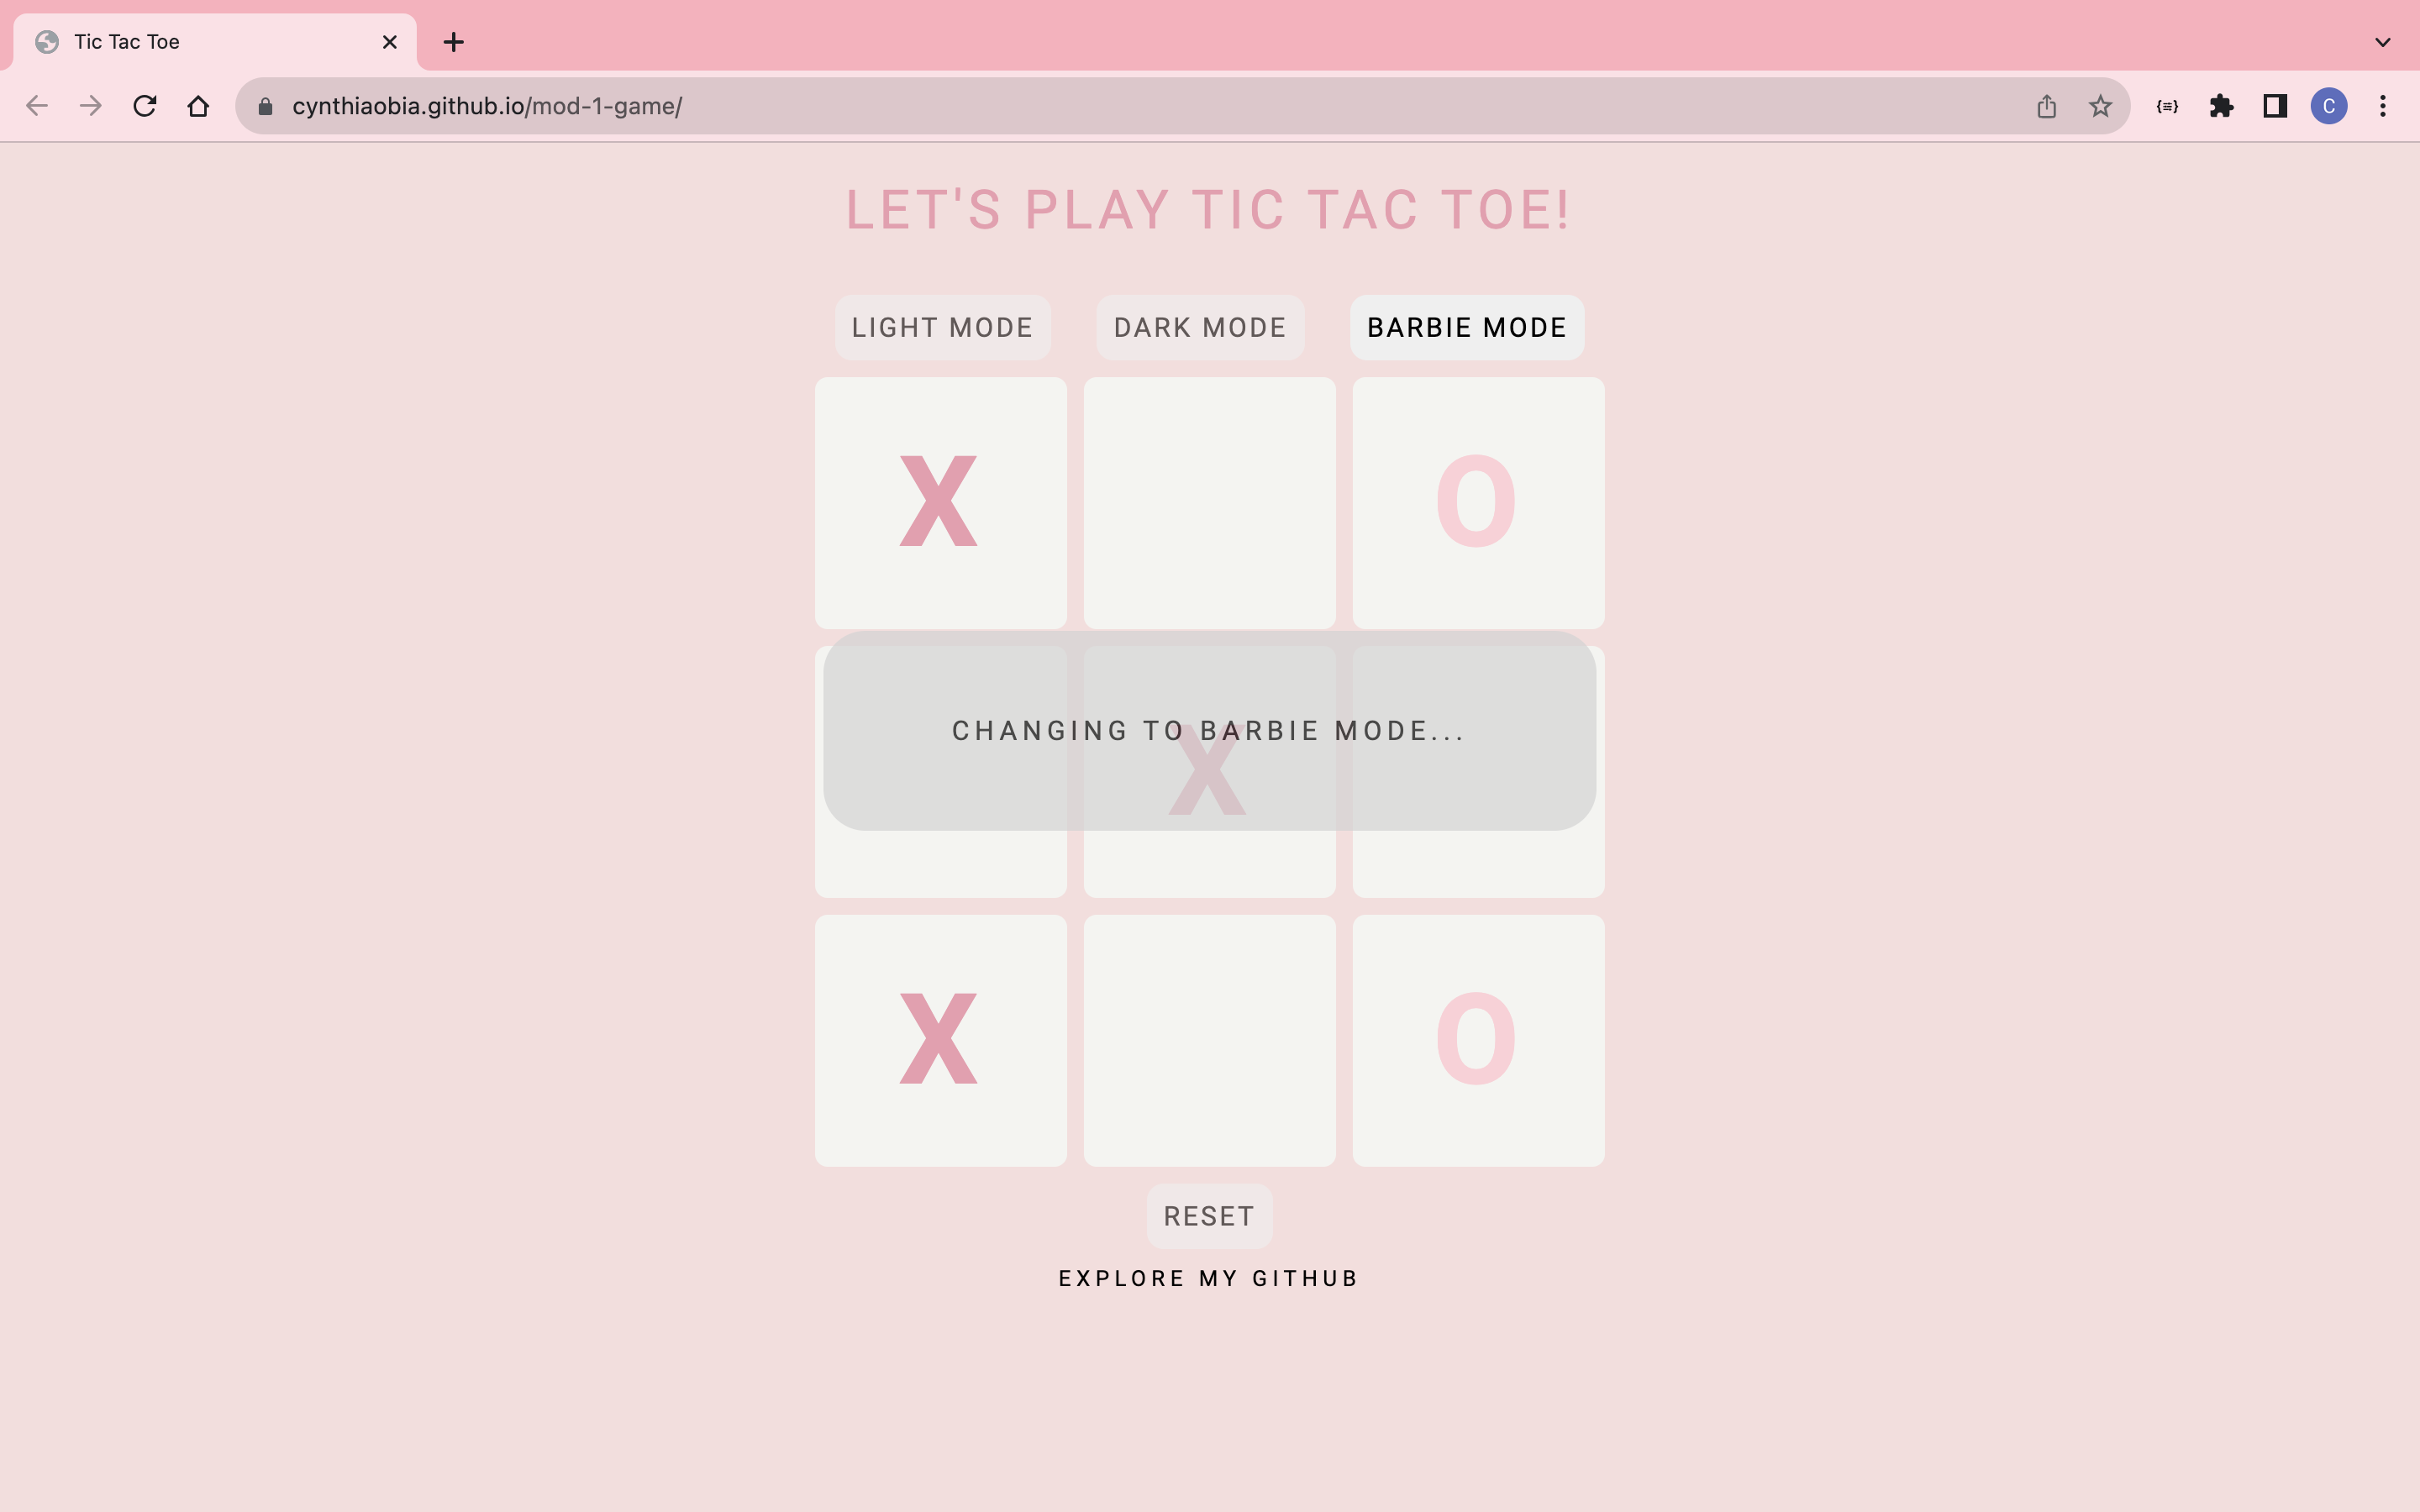 Tic Tac Toe
cynthiaobia.github.io/mod-1-game/
C
LET'S PLAY TIC TAC TOE!
LIGHT MODE DARK MODE BARBIE MODE
X O
CHANGING TO BARBIE MODE...
X
X O
RESET
EXPLORE MY GITHUB